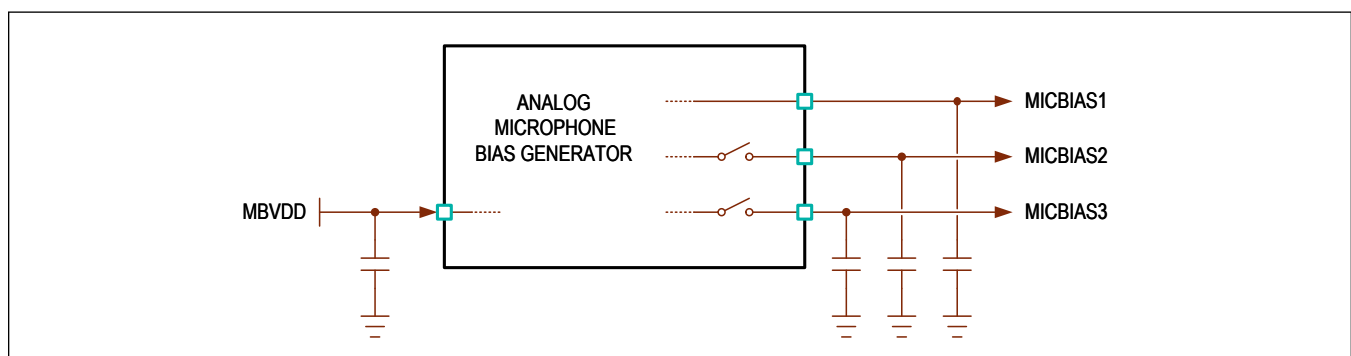 ANALOG
MICROPHONE
BIAS GENERATOR
MBVDD
MICBIAS1
MICBIAS2
MICBIAS3